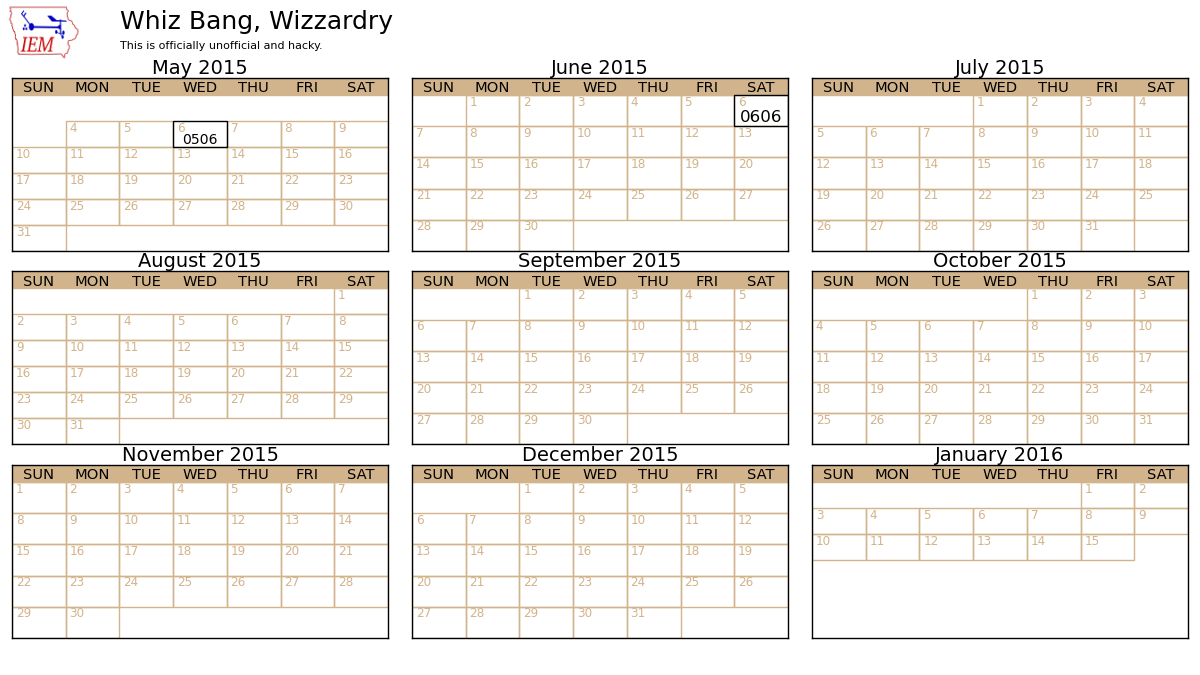 IEM
Whiz Bang, Wizzardry
This is officially unofficial and hacky.
May 2015
SUN MON TUE WED THU FRI SAT
4 5 6 7 8 9
0506
10 11 12 13 14 15 16
17 18 19 20 21 22 23
24 25 26 27 28 29 30
31
June 2015
SUN MON TUE WED THU FRI SAT
1 2 3 4 5 6
0606
7 8 9 10 11 12 13
14 15 16 17 18 19 20
21 22 23 24 25 26 27
28 29 30
July 2015
SUN MON TUE WED THU FRI SAT
1 2 3 4
5 6 7 8 9 10 11
12 13 14 15 16 17 18
19 20 21 22 23 24 25
26 27 28 29 30 31
August 2015
SUN MON TUE WED THU FRI SAT
1
2 3 4 5 6 7 8
9 10 11 12 13 14 15
16 17 18 19 20 21 22
23 24 25 26 27 28 29
30 31
September 2015
SUN MON TUE WED THU FRI SAT
1 2 3 4 5
6 7 8 9 10 11 12
13 14 15 16 17 18 19
20 21 22 23 24 25 26
27 28 29 30
October 2015
SUN MON TUE WED THU FRI SAT
1 2 3
4 5 6 7 8 9 10
11 12 13 14 15 16 17
18 19 20 21 22 23 24
25 26 27 28 29 30 31
November 2015
SUN MON TUE WED THU FRI SAT
1 2 3 4 5 6 7
8 9 10 11 12 13 14
15 16 17 18 19 20 21
22 23 24 25 26 27 28
29 30
December 2015
SUN MON TUE WED THU FRI SAT
1 2 3 4 5
6 7 8 9 10 11 12
13 14 15 16 17 18 19
20 21 22 23 24 25 26
27 28 29 30 31
January 2016
SUN MON TUE WED THU FRI SAT
1 2
3 4 5 6 7 8 9
10 11 12 13 14 15